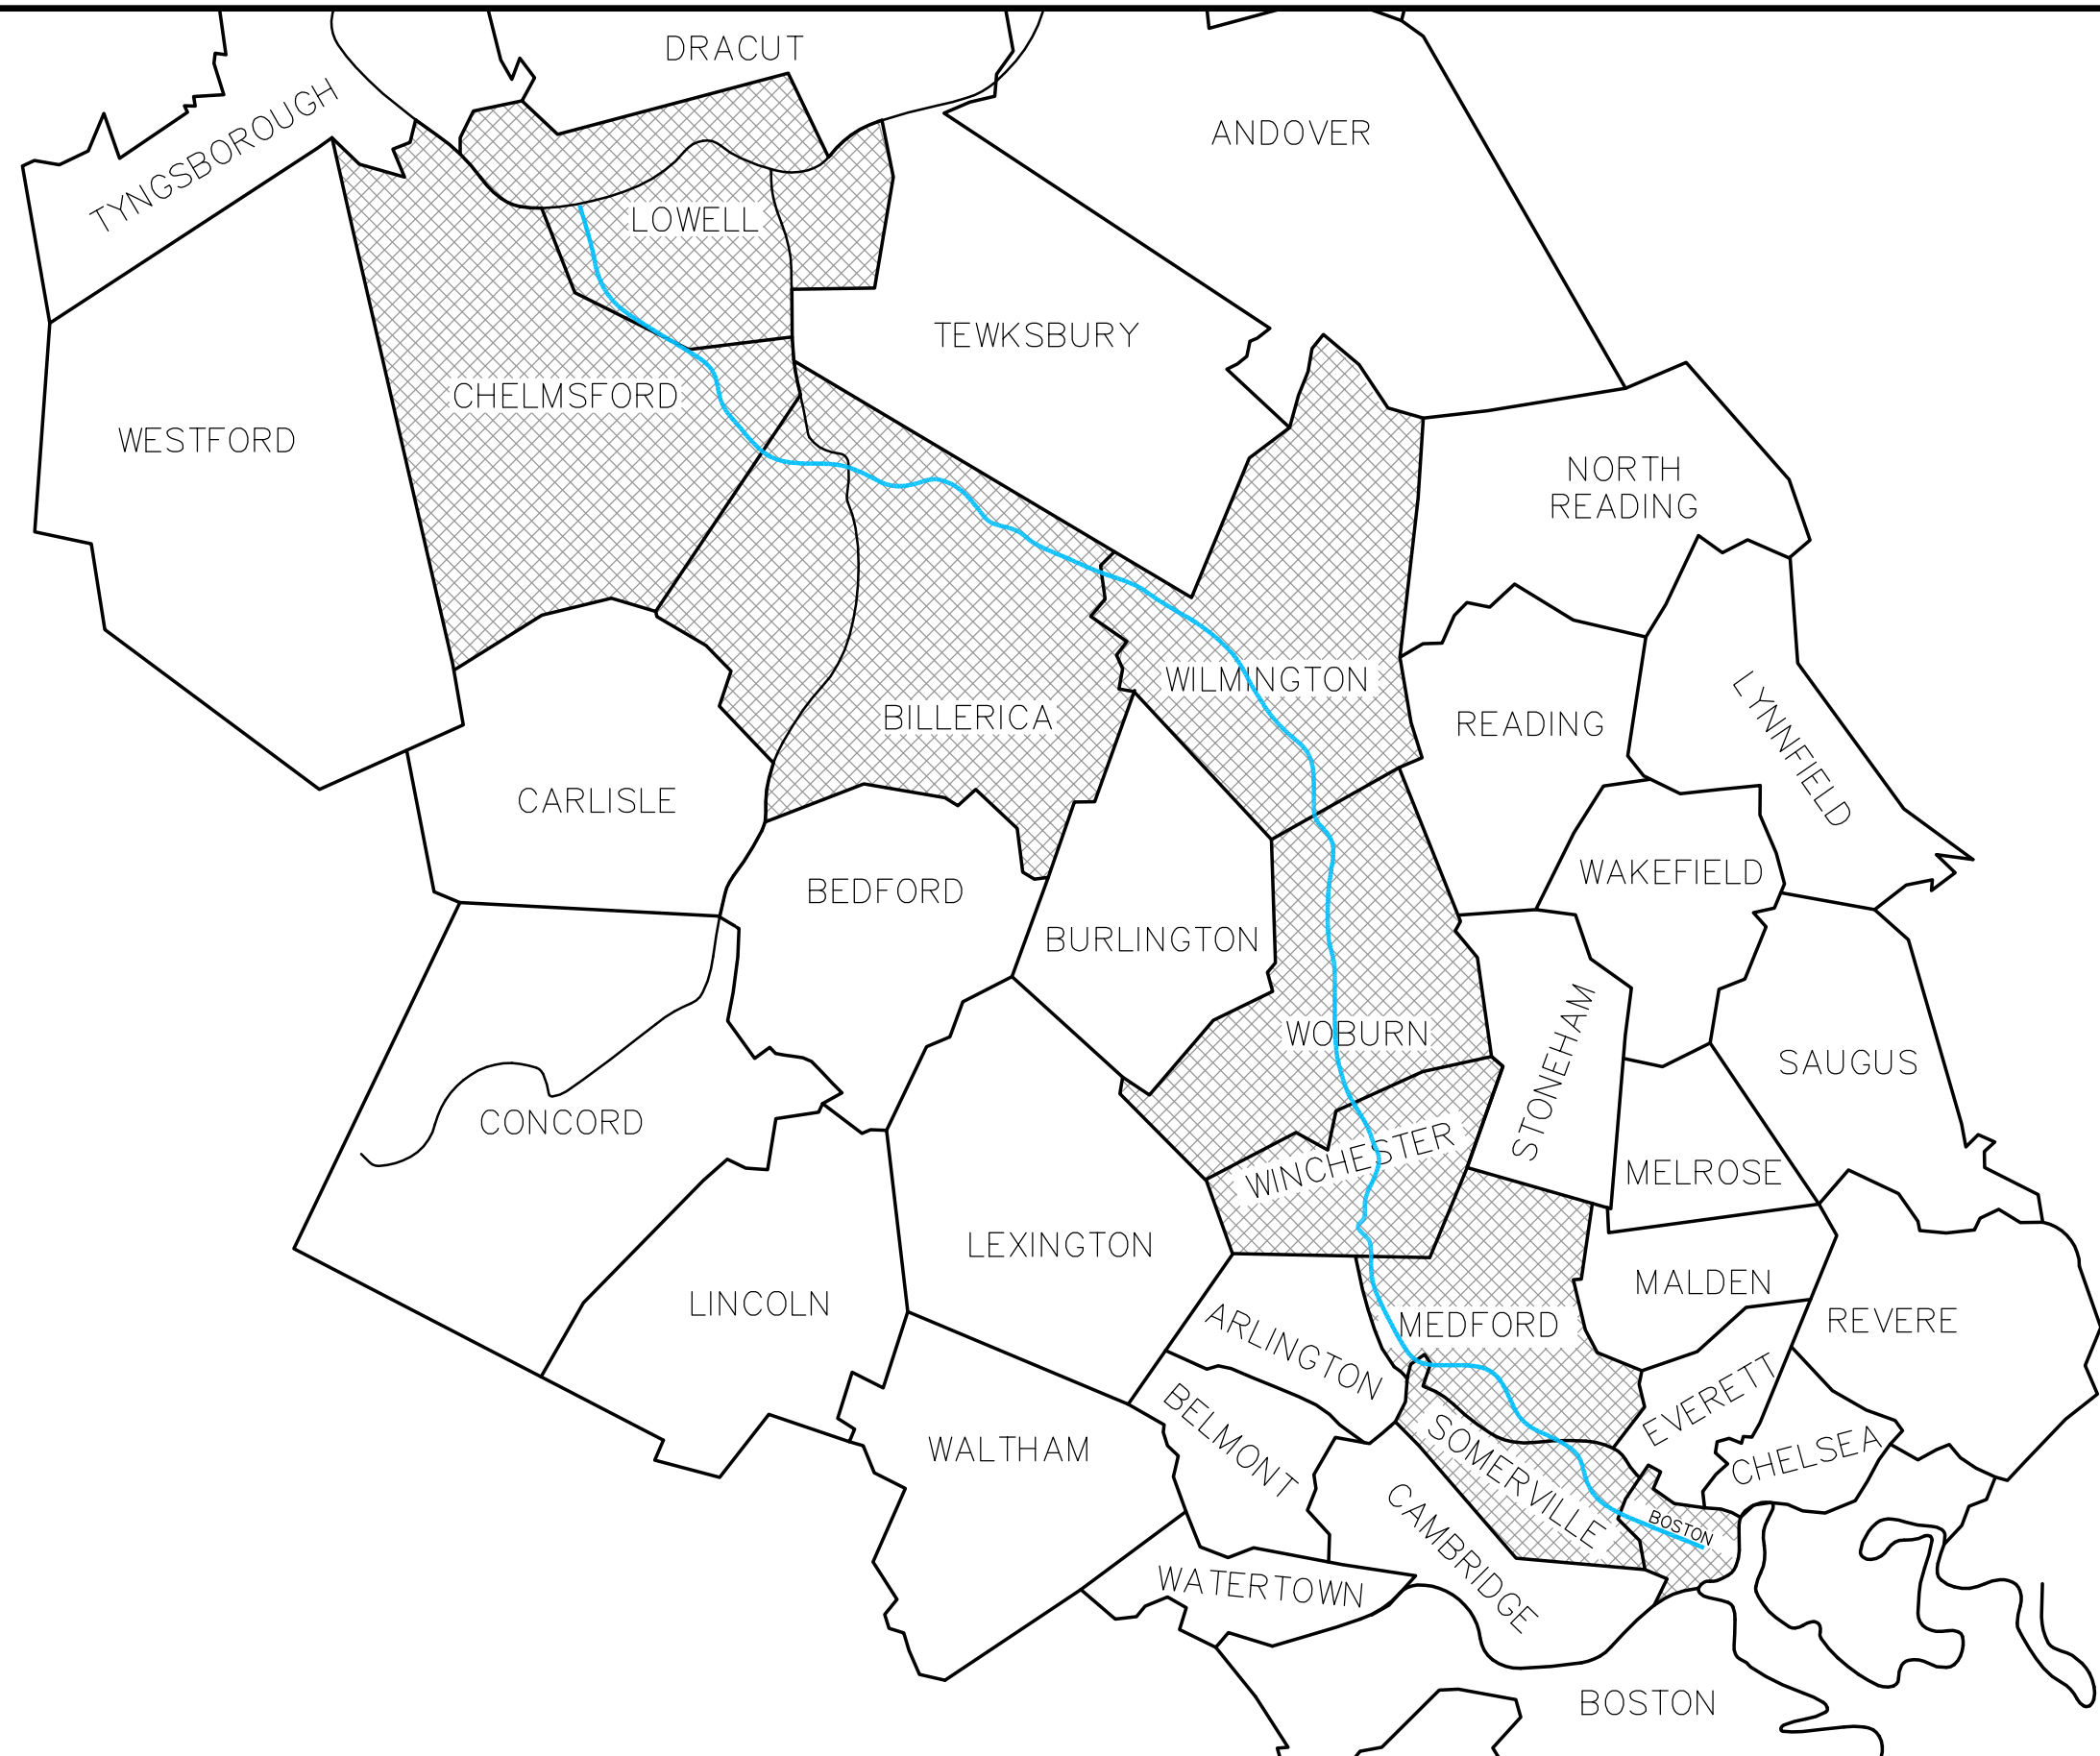 DRACUT
TYNGSBOROUGH
ANDOVER
LOWELL
TEWKSBURY
CHELMSFORD
WESTFORD
NORTH
READING
WILMINGTON
BILLERICA
READING
LYNNFIELD
CARLISLE
WAKEFIELD
BEDFORD
BURLINGTON
WOBURN
STONEHAM
SAUGUS
CONCORD
WINCHESTER
MELROSE
LEXINGTON
LINCOLN
MALDEN
ARLINGTON
MEDFORD
REVERE
BELMONT
EVERETT
WALTHAM
SOMERVILLE
CHELSEA
CAMBRIDGE
BOSTON
WATERTOWN
BOSTON